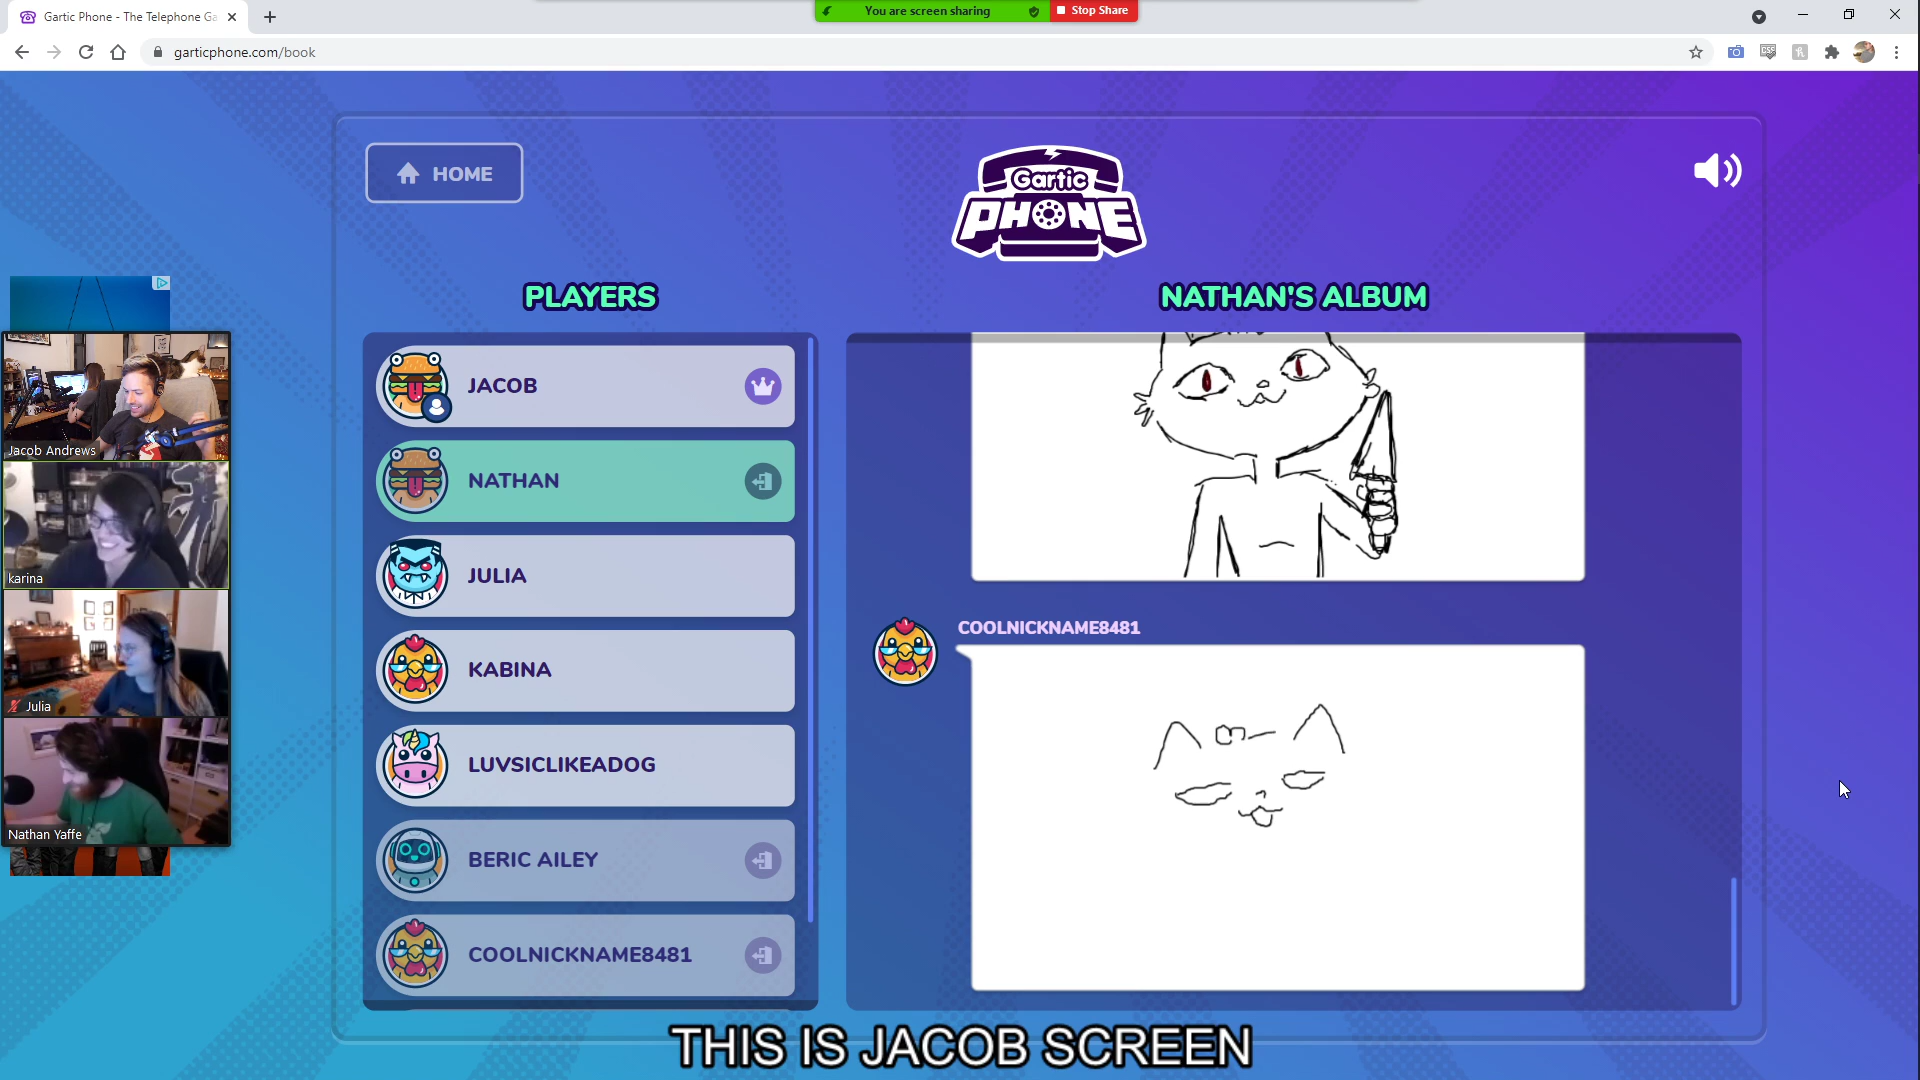 Gartic Phone - The Telephone Ga
You are screen sharing
Stop Share
garticphone.com/book
HOME
Gartic
PHONE
PLAYERS
NATHAN'S ALBUM
JACOB
NATHAN
JULIA
KABINA
LUVSICLIKEADOG
BERIC AILEY
COOLNICKNAME8481
COOLNICKNAME8481
Jacob Andrews
karina
Julia
Nathan Yaffe
THIS IS JACOB SCREEN